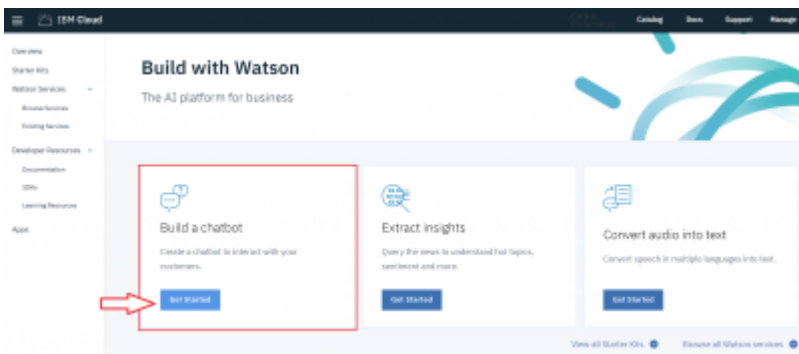 IBM Cloud
Catalog Docs Support Manage
Overview
Starter Kits
Watson Services
Browse Services
Existing Services
Developer Resources
Documentation
SDKs
Learning Resources
Apps
Build with Watson
The AI platform for business
Build a chatbot
Create a chatbot to interact with your
customers.
Get Started
Extract insights
Query the news to understand hot topics,
sentiment and more.
Get Started
Convert audio into text
Convert speech in multiple languages into text.
Get Started
View all Starter Kits
Browse all Watson services